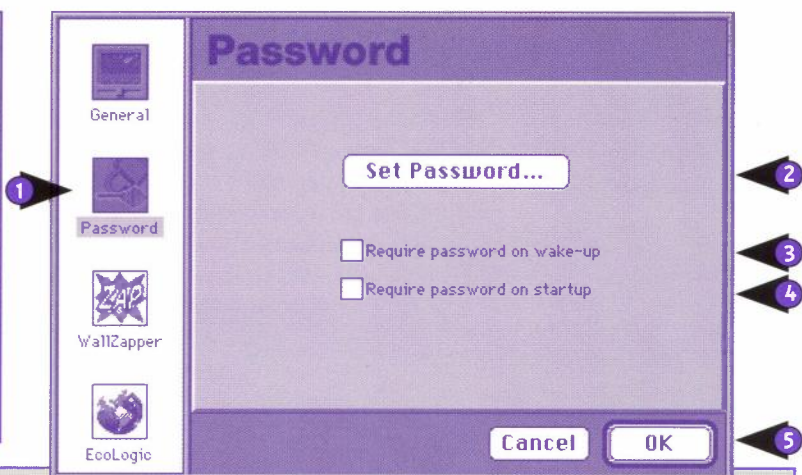 Password
General
1
Password
ZAP
WallZapper
EcoLogic
Set Password...
2
Require password on wake-up
3
Require password on startup
4
Cancel
OK
5